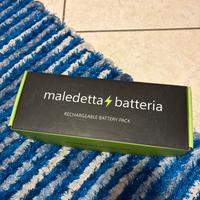 maledetta batteria
RECHARGEABLE BATTERY PACK